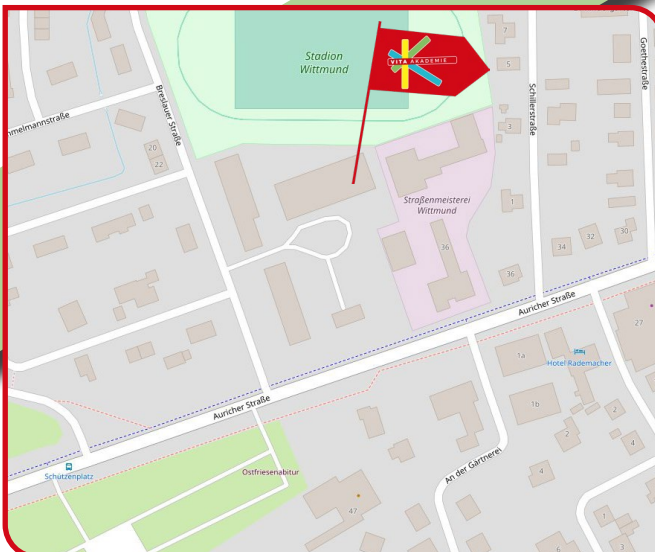 Stadion
Wittmund
VITA AKADEMIE
7
5
3
1
Schillerstraße
Goethestraße
Breslauer Straße
20
22
Straßenmeisterei
Wittmund
36
34
32
30
36
Auricher Straße
27
1a
Hotel-Rademacher
1b
2
2
4
4
An der Gärtnerei
Auricher Straße
Schützenplatz
Ostfriesenabitur
47
1
3
6